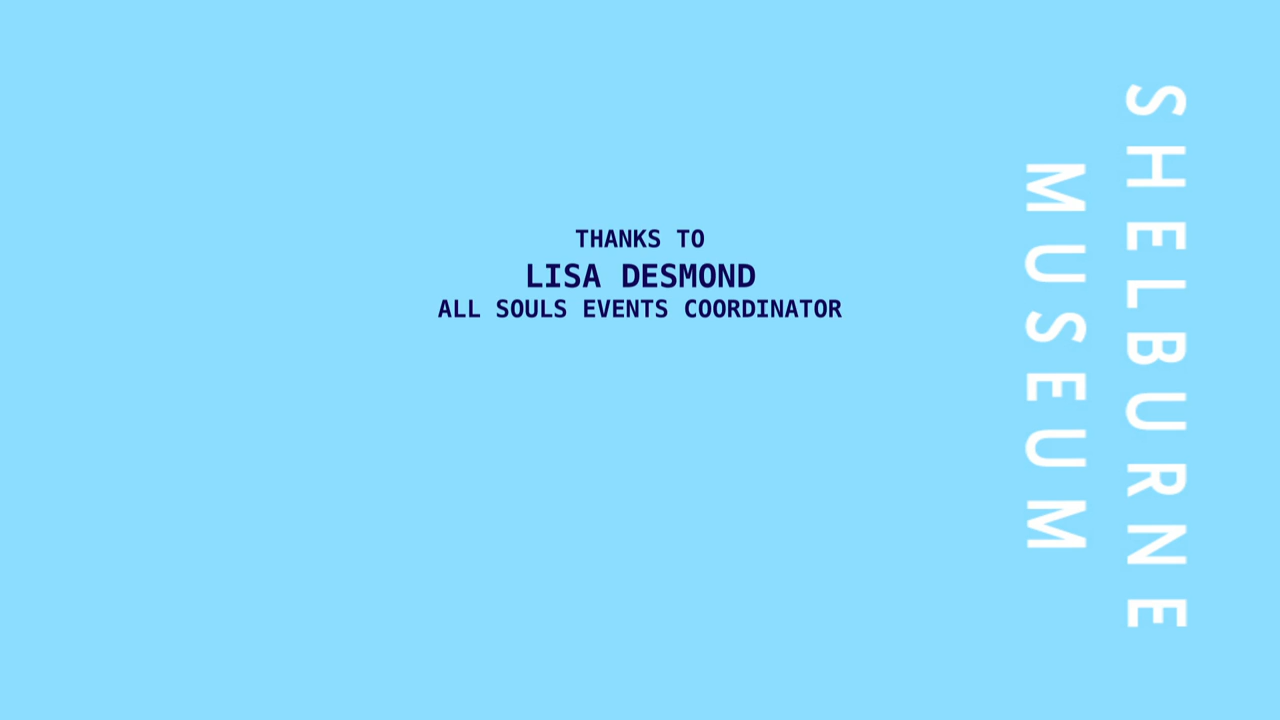 THANKS TO
LISA DESMOND
ALL SOULS EVENTS COORDINATOR
SHELBURNE
MUSEUM